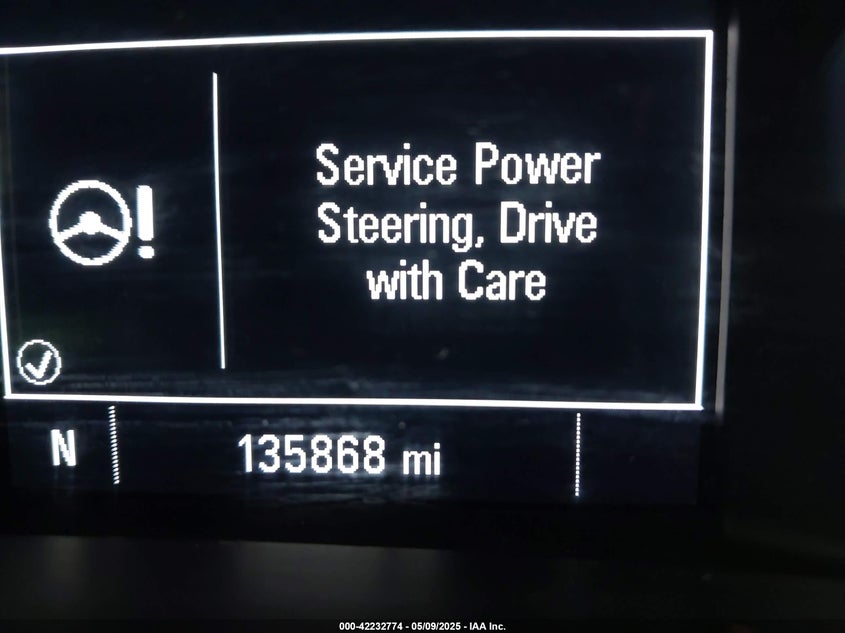 Service Power
Steering, Drive
with Care
N
135868 mi
000-42232774 - 05/09/2025 - IAA Inc.